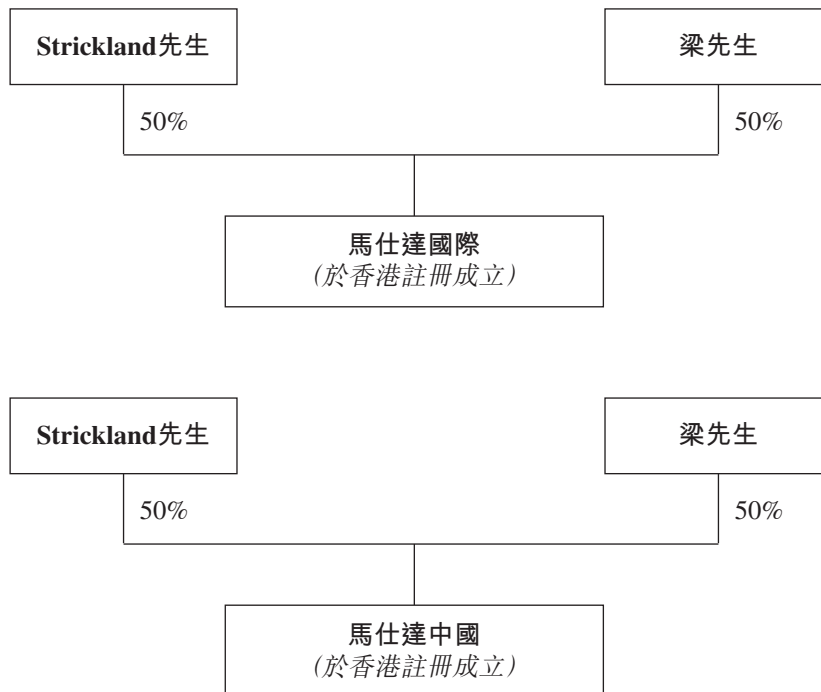 Strickland先生
梁先生
50%
50%
馬仕達國際
(於香港註冊成立)
Strickland先生
梁先生
50%
50%
馬仕達中國
(於香港註冊成立)